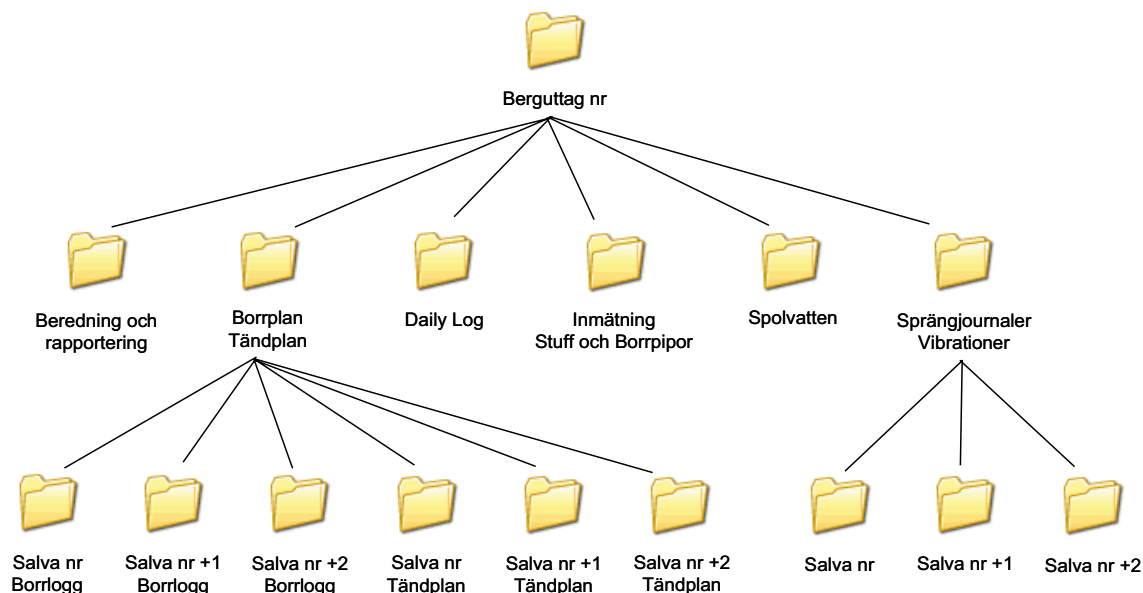 Berguttag nr
Beredning och
rapportering
Borrplan
Tändplan
Daily Log
Inmätning
Stuff och Borrpipor
Spolvatten
Sprängjournaler
Vibrationer
Salva nr
Borrlogg
Salva nr +1
Borrlogg
Salva nr +2
Borrlogg
Salva nr
Tändplan
Salva nr +1
Tändplan
Salva nr +2
Tändplan
Salva nr
Salva nr +1
Salva nr +2